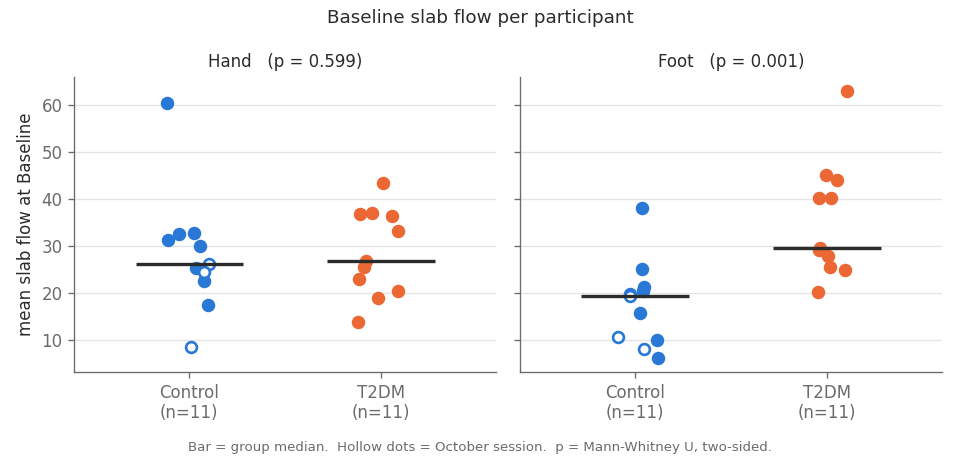 Baseline slab flow per participant
Hand (p = 0.599)
Foot (p = 0.001)
mean slab flow at Baseline
60
50
40
30
20
10
Control
(n=11)
T2DM
(n=11)
Control
(n=11)
T2DM
(n=11)
Bar = group median. Hollow dots = October session. p = Mann-Whitney U, two-sided.